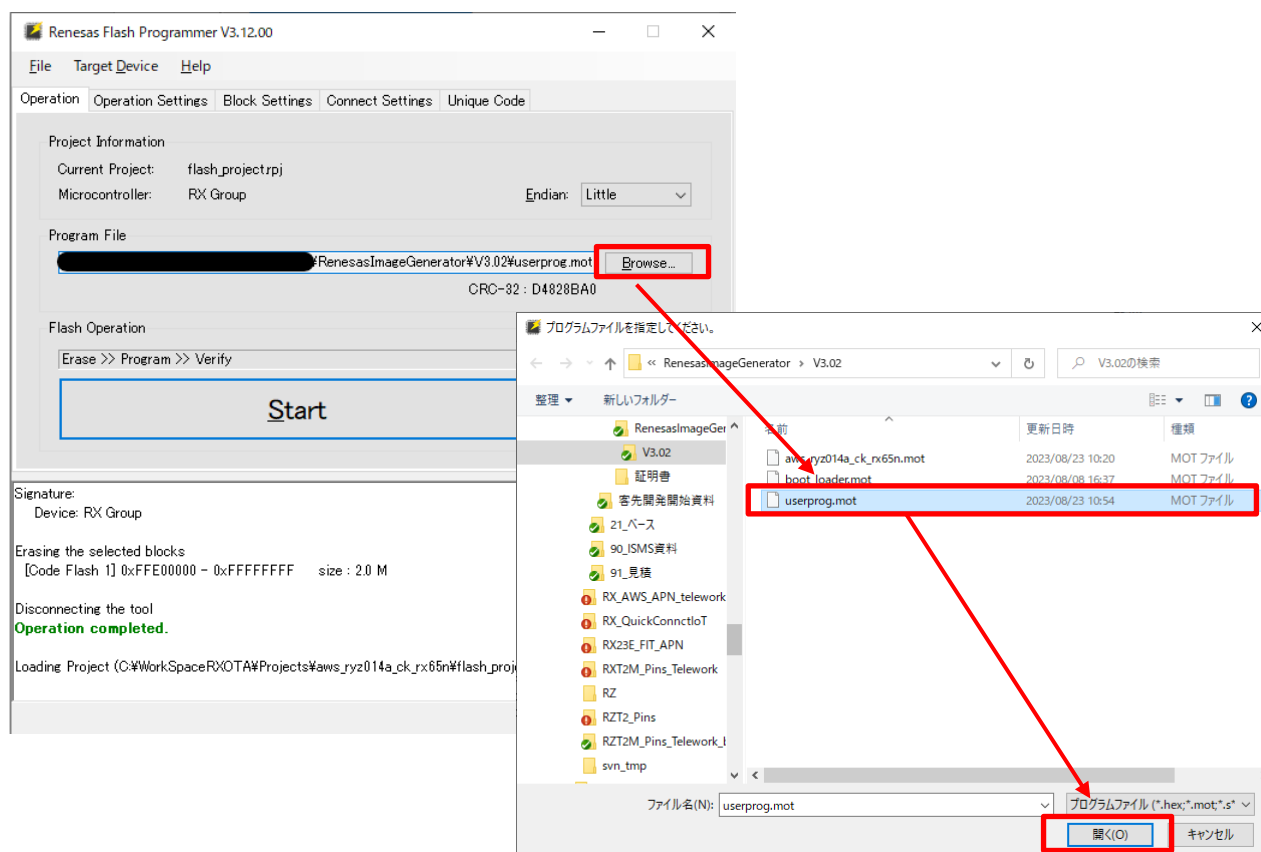 Renesas Flash Programmer V3.12.00
File Target Device Help
Operation Operation Settings Block Settings Connect Settings Unique Code
Project Information
Current Project: flash_project.rpj
Microcontroller: RX Group Endian: Little
Program File
¥RenesasImageGenerator¥V3.02¥userprog.mot Browse...
CRC-32 : D4828BA0
Flash Operation
Erase >> Program >> Verify
Start
Signature:
Device: RX Group
Erasing the selected blocks
[Code Flash 1] 0xFFE00000 - 0xFFFFFFFF size : 2.0 M
Disconnecting the tool
Operation completed.
Loading Project (C:¥WorkSpaceRXOTA¥Projects¥aws_ryz014a_ck_rx65n¥flash_proj
プログラムファイルを指定してください。
« RenesasImageGenerator › V3.02 V3.02の検索
整理 新しいフォルダー
RenesasImageGer
V3.02
証明書
客先開発開始資料
21_ベース
90_ISMS資料
91_見積
RX_AWS_APN_telework
RX_QuickConnctIoT
RX23E_FIT_APN
RXT2M_Pins_Telework
RZ
RZT2_Pins
RZT2M_Pins_Telework_t
svn_tmp
名前 更新日時 種類
aws_ryz014a_ck_rx65n.mot 2023/08/23 10:20 MOT ファイル
boot_loader.mot 2023/08/08 16:37 MOT ファイル
userprog.mot 2023/08/23 10:54 MOT ファイル
ファイル名(N): userprog.mot プログラムファイル (*.hex;*.mot;*.s*
開く(O) キャンセル